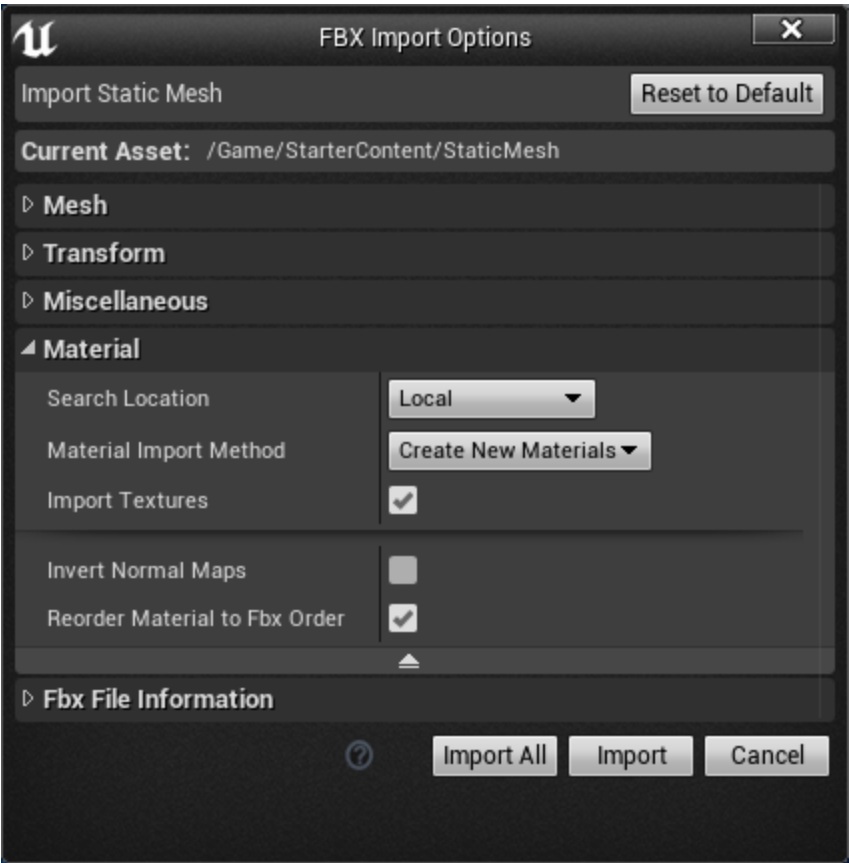 FBX Import Options
Import Static Mesh Reset to Default
Current Asset: /Game/StarterContent/StaticMesh
Mesh
Transform
Miscellaneous
Material
Search Location Local
Material Import Method Create New Materials
Import Textures
Invert Normal Maps
Reorder Material to Fbx Order
Fbx File Information
? Import All Import Cancel